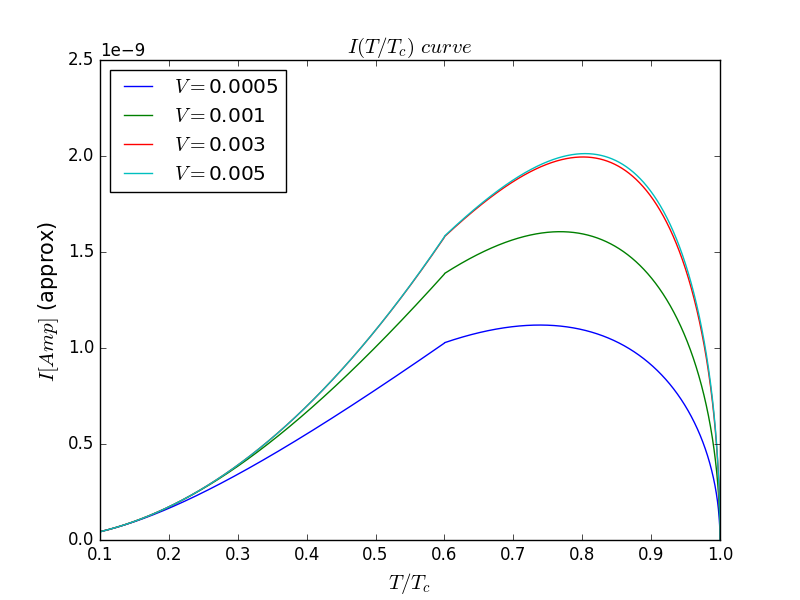 I(T/T_c) curve
1e−9
2.5
2.0
1.5
1.0
0.5
0.0
I[Amp] (approx)
V=0.0005
V=0.001
V=0.003
V=0.005
0.1 0.2 0.3 0.4 0.5 0.6 0.7 0.8 0.9 1.0
T/T_c